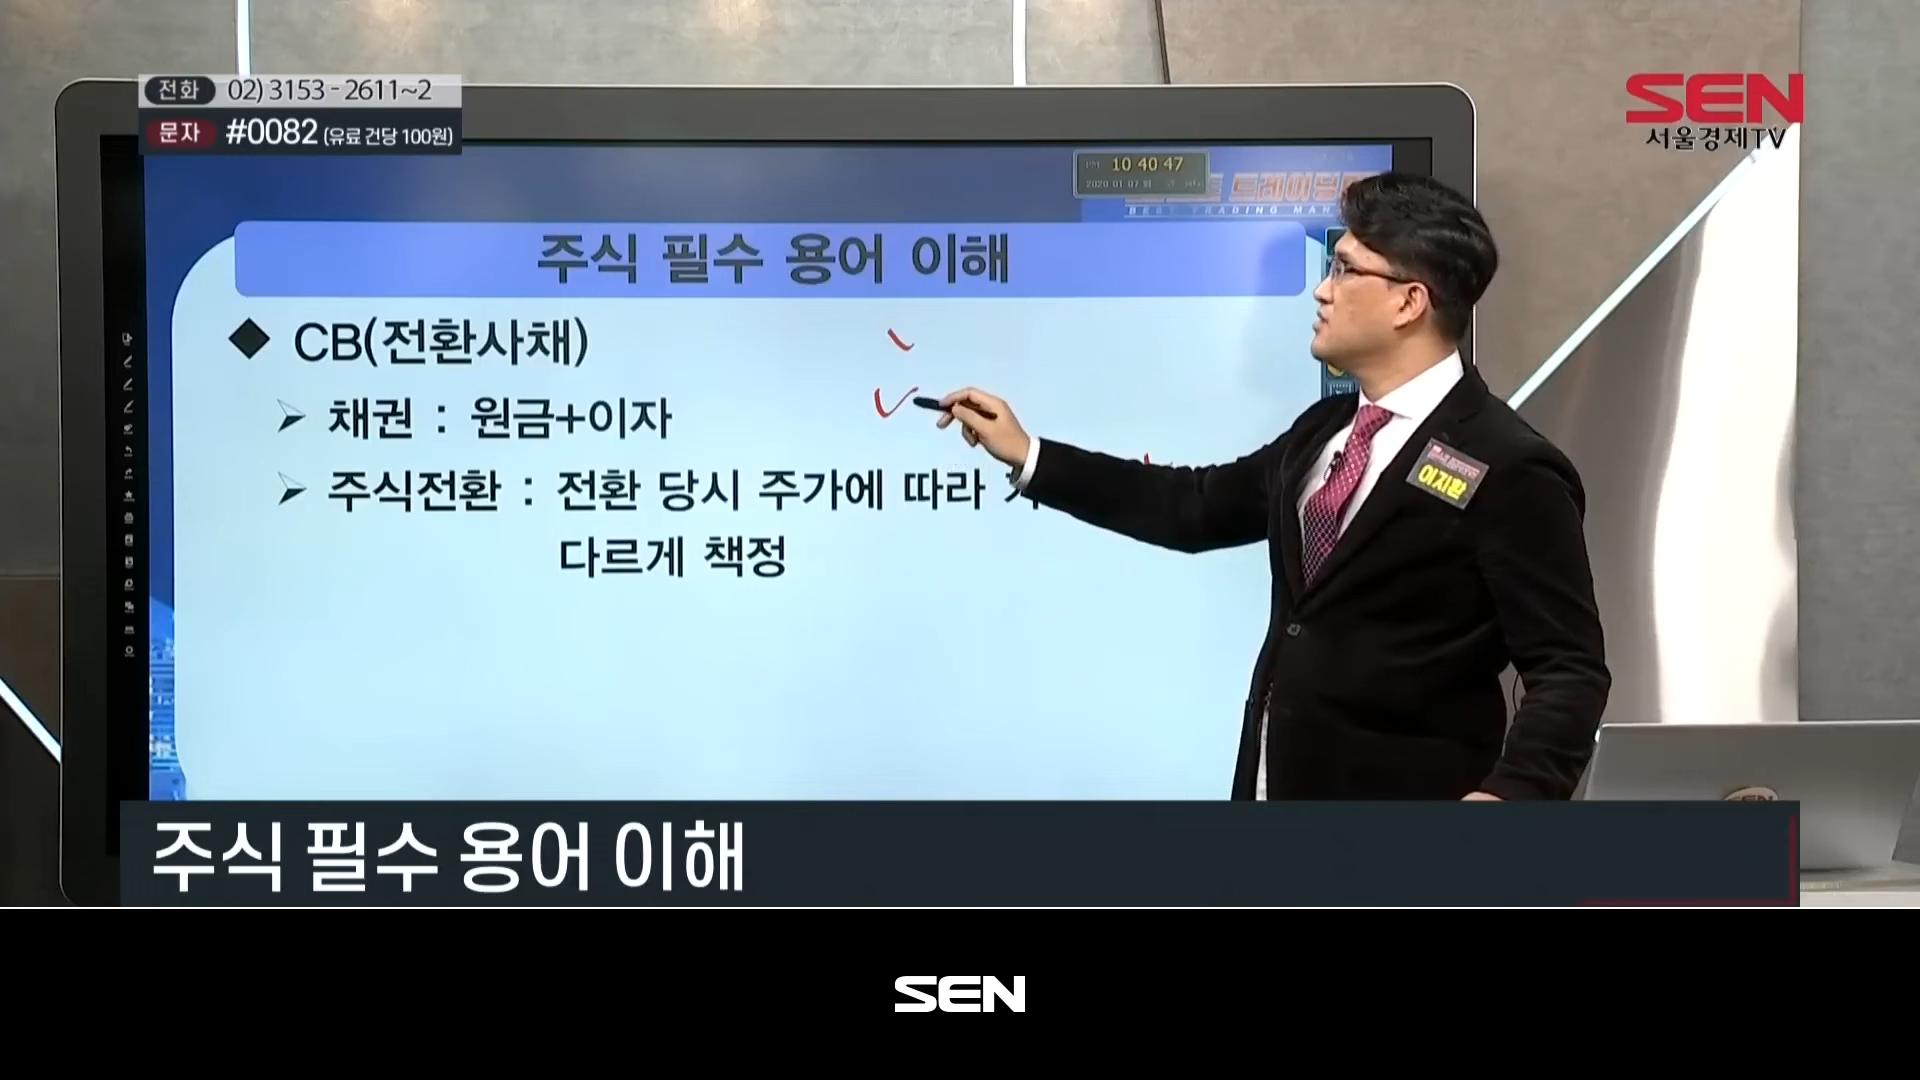 전화 02) 3153 - 2611~2
문자 #0082 (유료 건당 100원)
SEN
서울경제TV
10 40 47
트레이딩
주식 필수 용어 이해
◆ CB(전환사채)
➢ 채권 : 원금+이자
➢ 주식전환 : 전환 당시 주가에 따라
다르게 책정
이지환
주식 필수 용어 이해
SEN